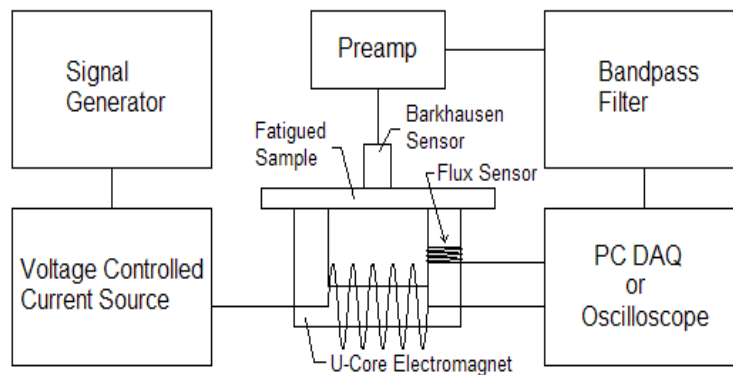 Signal
Generator
Preamp
Bandpass
Filter
Barkhausen
Sensor
Fatigued
Sample
Flux Sensor
Voltage Controlled
Current Source
PC DAQ
or
Oscilloscope
U-Core Electromagnet